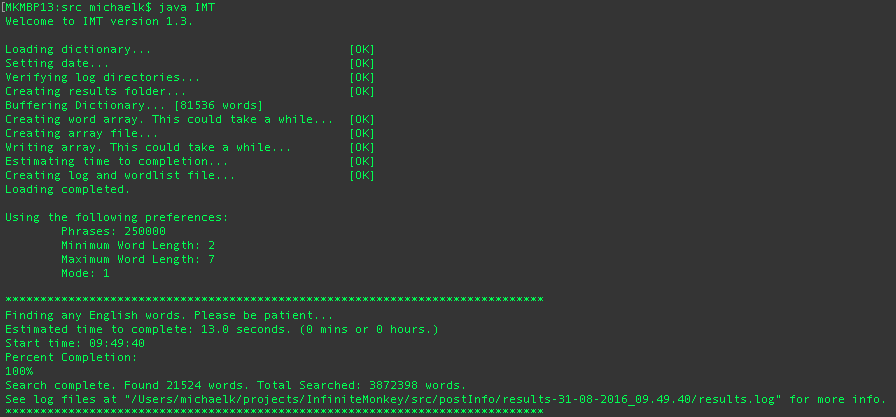 [MKMBP13:src michaelk$ java IMT
Welcome to IMT version 1.3.
Loading dictionary... [OK]
Setting date... [OK]
Verifying log directories... [OK]
Creating results folder... [OK]
Buffering Dictionary... [81536 words]
Creating word array. This could take a while... [OK]
Creating array file... [OK]
Writing array. This could take a while... [OK]
Estimating time to completion... [OK]
Creating log and wordlist file... [OK]
Loading completed.
Using the following preferences:
Phrases: 250000
Minimum Word Length: 2
Maximum Word Length: 7
Mode: 1
*****************************************************************************
Finding any English words. Please be patient...
Estimated time to complete: 13.0 seconds. (0 mins or 0 hours.)
Start time: 09:49:40
Percent Completion:
100%
Search complete. Found 21524 words. Total Searched: 3872398 words.
See log files at "/Users/michaelk/projects/InfiniteMonkey/src/postInfo/results-31-08-2016_09.49.40/results.log" for more info.
*****************************************************************************